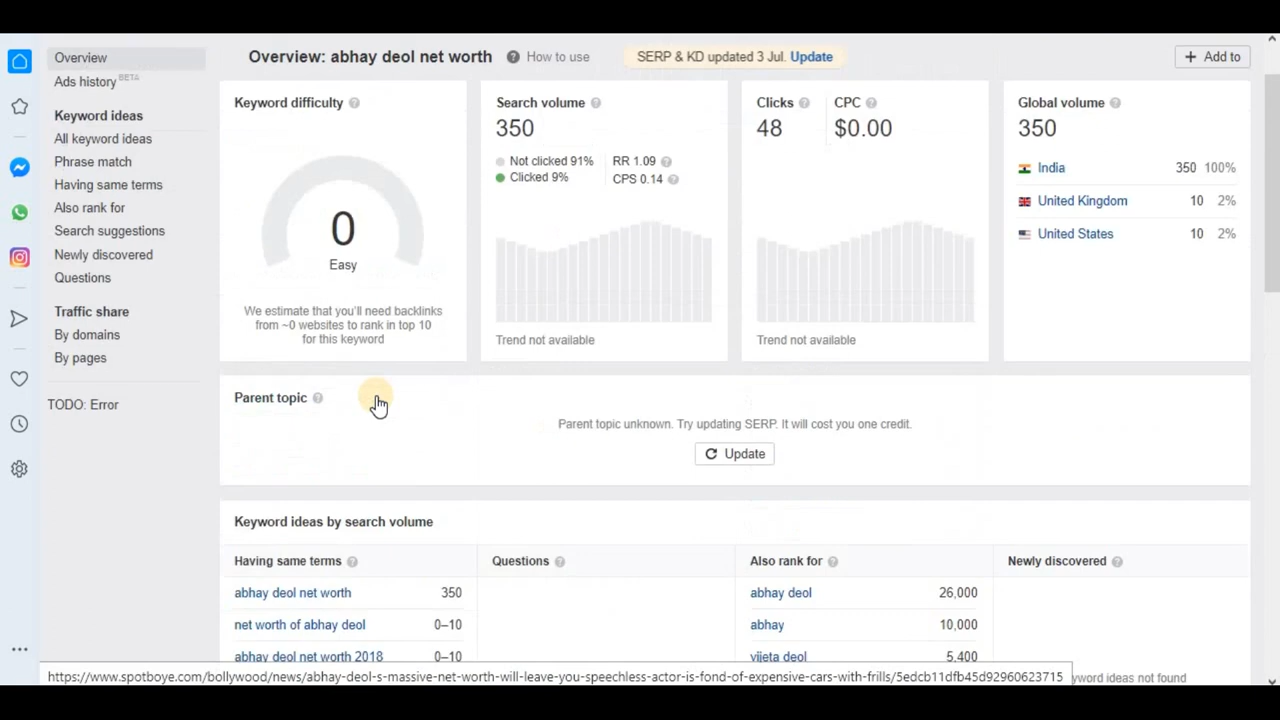 Overview
Ads history BETA
Keyword ideas
All keyword ideas
Phrase match
Having same terms
Also rank for
Search suggestions
Newly discovered
Questions
Traffic share
By domains
By pages
TODO: Error
Overview: abhay deol net worth
? How to use
SERP & KD updated 3 Jul. Update
+ Add to
Keyword difficulty ?
0
Easy
We estimate that you'll need backlinks
from ~0 websites to rank in top 10
for this keyword
Search volume ?
350
Not clicked 91%
Clicked 9%
RR 1.09 ?
CPS 0.14 ?
Trend not available
Clicks ?
48
CPC ?
$0.00
Trend not available
Global volume ?
350
India 350 100%
United Kingdom 10 2%
United States 10 2%
Parent topic ?
Parent topic unknown. Try updating SERP. It will cost you one credit.
Update
Keyword ideas by search volume
Having same terms ?
abhay deol net worth 350
net worth of abhay deol 0–10
abhay deol net worth 2018 0–10
Questions ?
Also rank for ?
abhay deol 26,000
abhay 10,000
vijeta deol 5,400
Newly discovered ?
yword ideas not found
https://www.spotboye.com/bollywood/news/abhay-deol-s-massive-net-worth-will-leave-you-speechless-actor-is-fond-of-expensive-cars-with-frills/5edcb11dfb45d92960623715